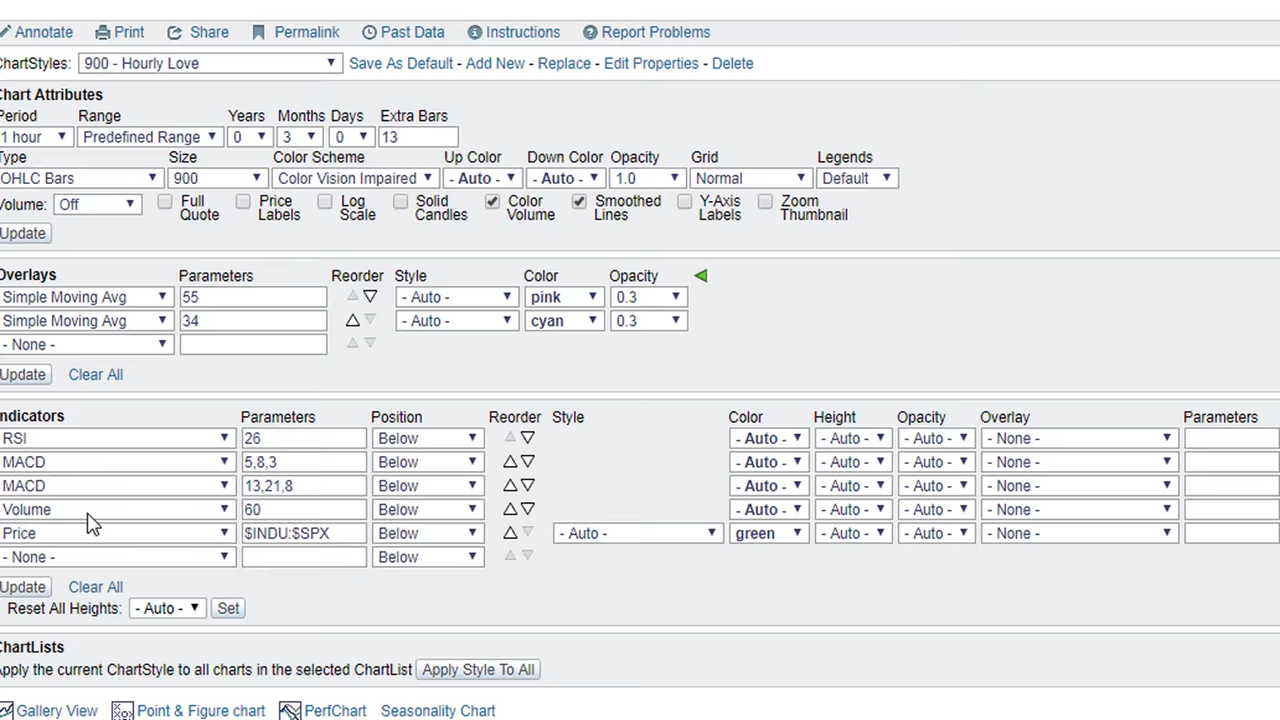 Annotate Print Share Permalink Past Data Instructions Report Problems
ChartStyles: 900 - Hourly Love Save As Default - Add New - Replace - Edit Properties - Delete
Chart Attributes
Period Range Years Months Days Extra Bars
1 hour Predefined Range 0 3 0 13
Type Size Color Scheme Up Color Down Color Opacity Grid Legends
OHLC Bars 900 Color Vision Impaired - Auto - - Auto - 1.0 Normal Default
Volume: Off Full Quote Price Labels Log Scale Solid Candles Color Volume Smoothed Lines Y-Axis Labels Zoom Thumbnail
Update
Overlays Parameters Reorder Style Color Opacity
Simple Moving Avg 55 - Auto - pink 0.3
Simple Moving Avg 34 - Auto - cyan 0.3
- None -
Update Clear All
Indicators Parameters Position Reorder Style Color Height Opacity Overlay Parameters
RSI 26 Below - Auto - - Auto - - Auto - - None -
MACD 5,8,3 Below - Auto - - Auto - - Auto - - None -
MACD 13,21,8 Below - Auto - - Auto - - Auto - - None -
Volume 60 Below - Auto - - Auto - - Auto - - None -
Price $INDU:$SPX Below - Auto - green - Auto - - Auto - - None -
- None - Below
Update Clear All
Reset All Heights: - Auto - Set
ChartLists
Apply the current ChartStyle to all charts in the selected ChartList Apply Style To All
Gallery View Point & Figure chart PerfChart Seasonality Chart